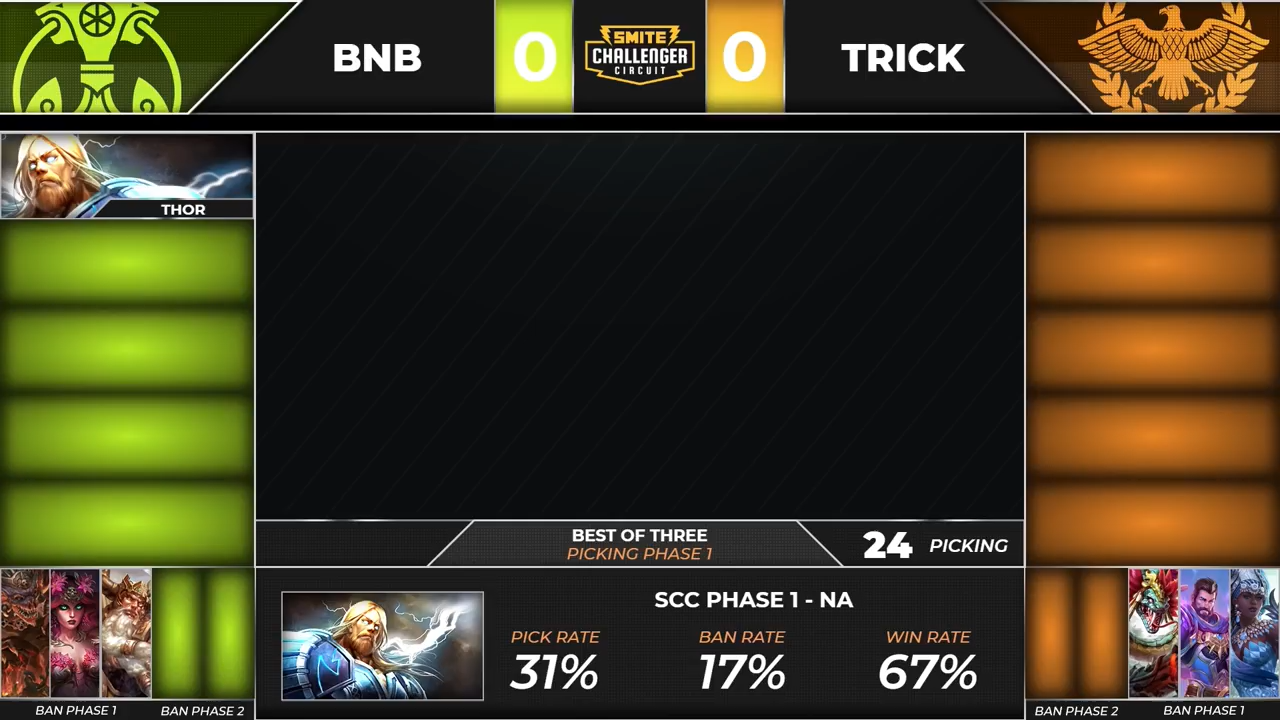 BNB
0
SMITE
CHALLENGER
CIRCUIT
0
TRICK
THOR
BEST OF THREE
PICKING PHASE 1
24 PICKING
SCC PHASE 1 - NA
PICK RATE BAN RATE WIN RATE
31% 17% 67%
BAN PHASE 1 BAN PHASE 2
BAN PHASE 2 BAN PHASE 1